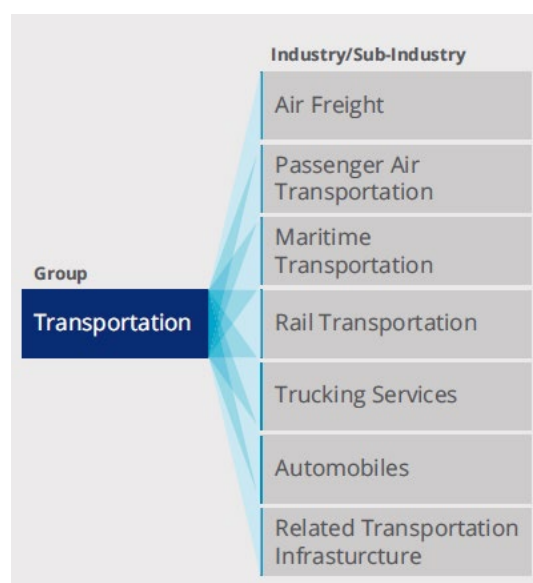 Industry/Sub-Industry
Air Freight
Passenger Air
Transportation
Maritime
Transportation
Group
Transportation
Rail Transportation
Trucking Services
Automobiles
Related Transportation
Infrasturcture